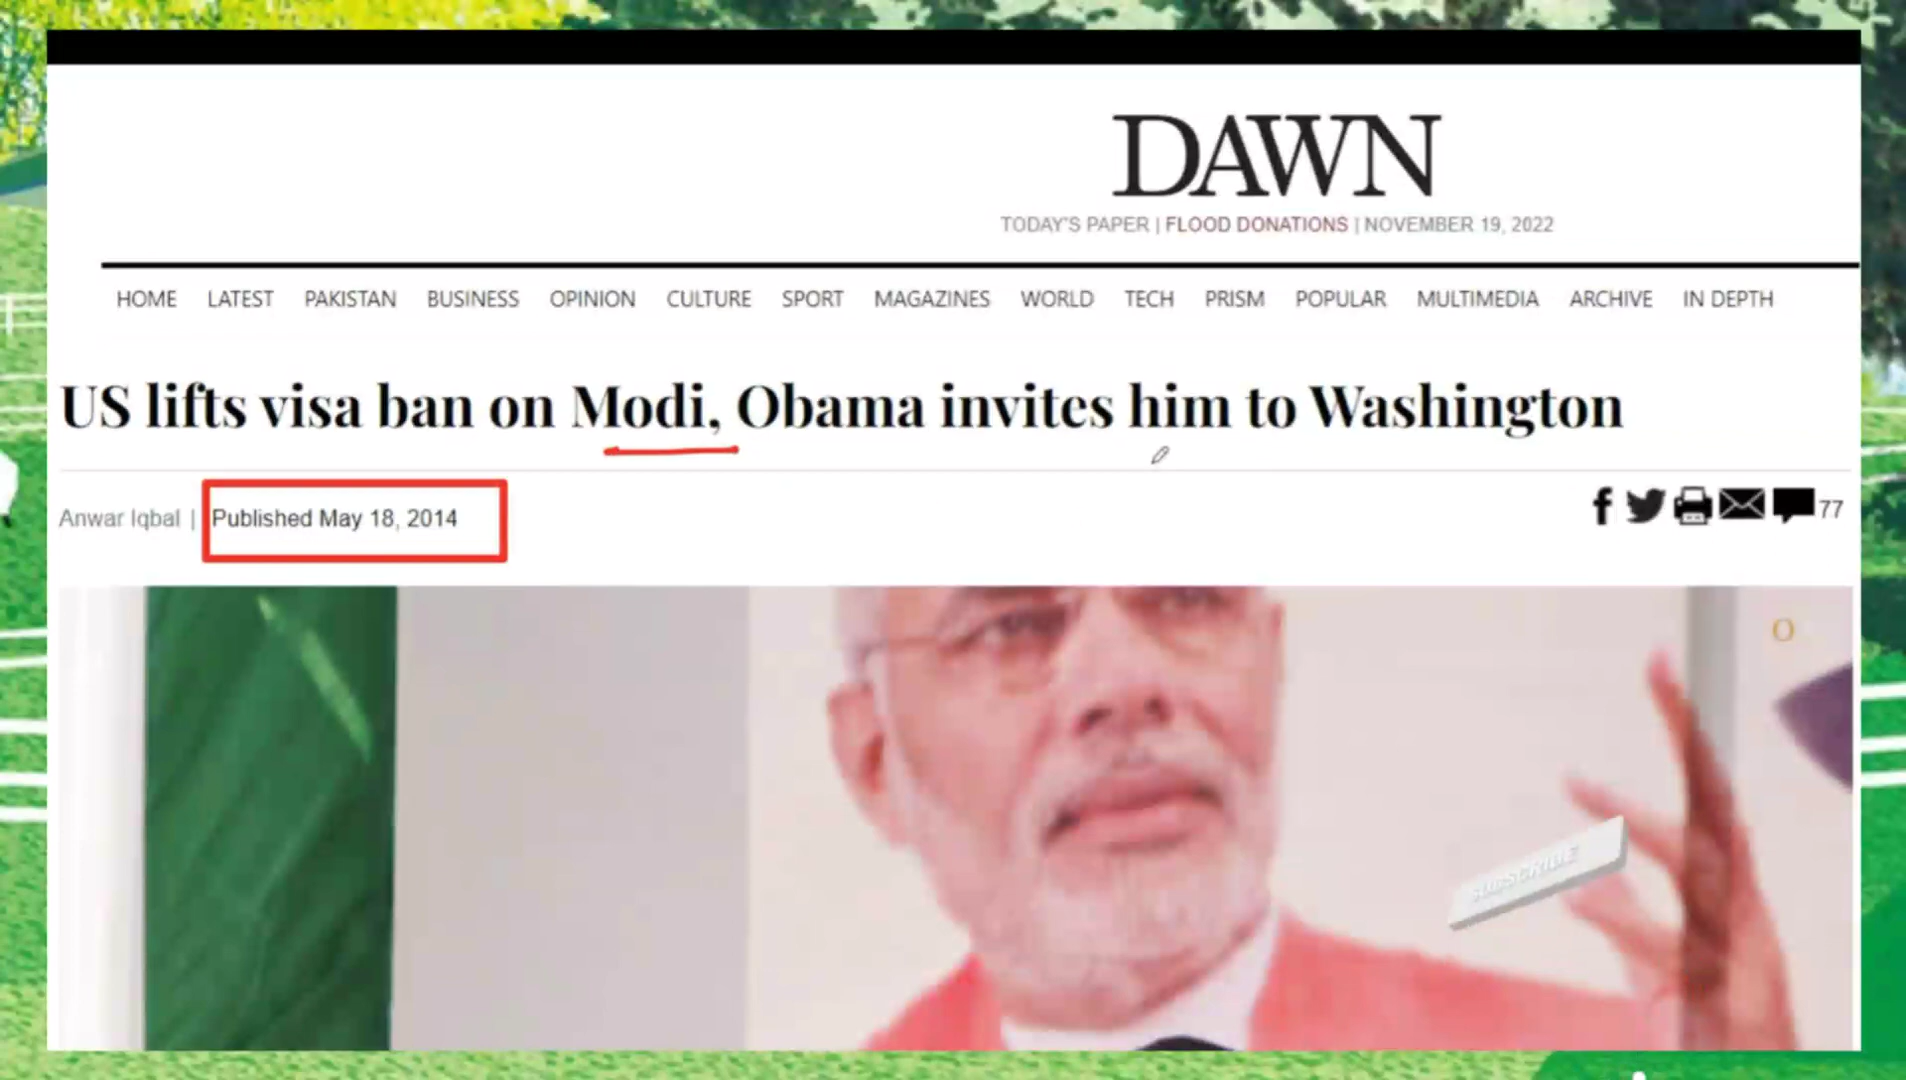 DAWN
TODAY'S PAPER | FLOOD DONATIONS | NOVEMBER 19, 2022
HOME LATEST PAKISTAN BUSINESS OPINION CULTURE SPORT MAGAZINES WORLD TECH PRISM POPULAR MULTIMEDIA ARCHIVE IN DEPTH
US lifts visa ban on Modi, Obama invites him to Washington
Anwar Iqbal | Published May 18, 2014
77
O
SUBSCRIBE